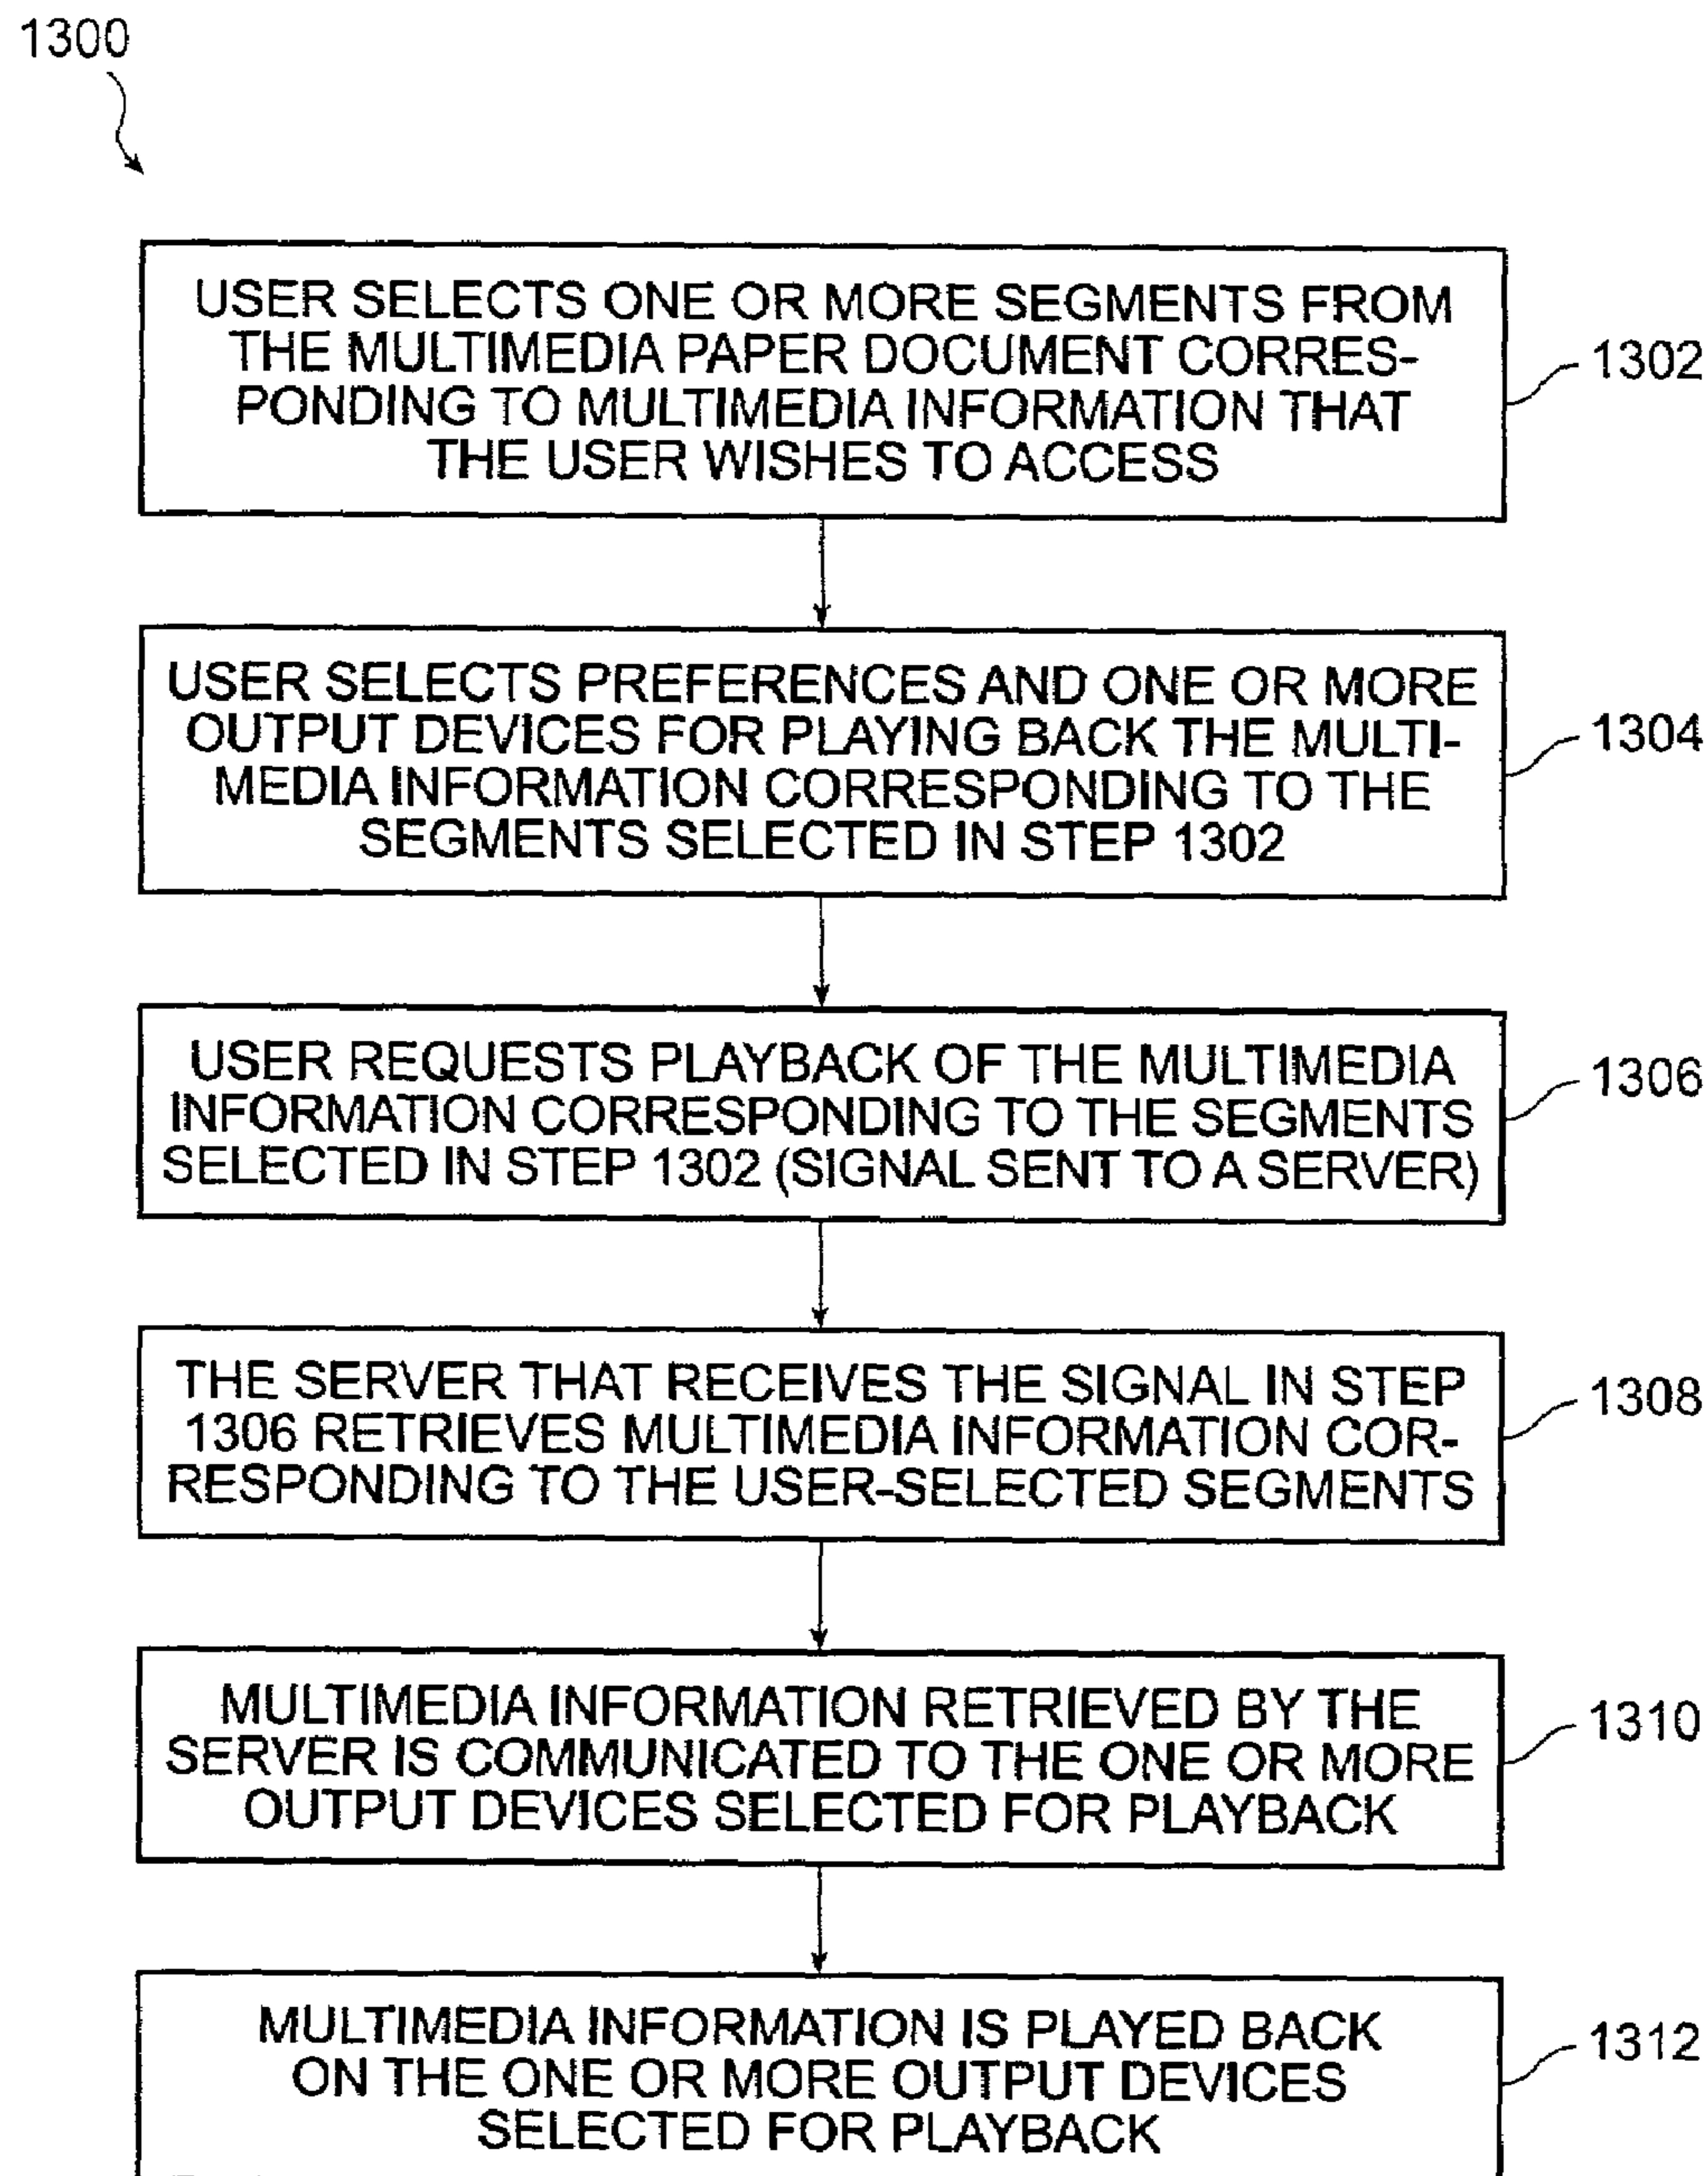 1300
USER SELECTS ONE OR MORE SEGMENTS FROM
THE MULTIMEDIA PAPER DOCUMENT CORRES-
PONDING TO MULTIMEDIA INFORMATION THAT
THE USER WISHES TO ACCESS
1302
USER SELECTS PREFERENCES AND ONE OR MORE
OUTPUT DEVICES FOR PLAYING BACK THE MULTI-
MEDIA INFORMATION CORRESPONDING TO THE
SEGMENTS SELECTED IN STEP 1302
1304
USER REQUESTS PLAYBACK OF THE MULTIMEDIA
INFORMATION CORRESPONDING TO THE SEGMENTS
SELECTED IN STEP 1302 (SIGNAL SENT TO A SERVER)
1306
THE SERVER THAT RECEIVES THE SIGNAL IN STEP
1306 RETRIEVES MULTIMEDIA INFORMATION COR-
RESPONDING TO THE USER-SELECTED SEGMENTS
1308
MULTIMEDIA INFORMATION RETRIEVED BY THE
SERVER IS COMMUNICATED TO THE ONE OR MORE
OUTPUT DEVICES SELECTED FOR PLAYBACK
1310
MULTIMEDIA INFORMATION IS PLAYED BACK
ON THE ONE OR MORE OUTPUT DEVICES
SELECTED FOR PLAYBACK
1312